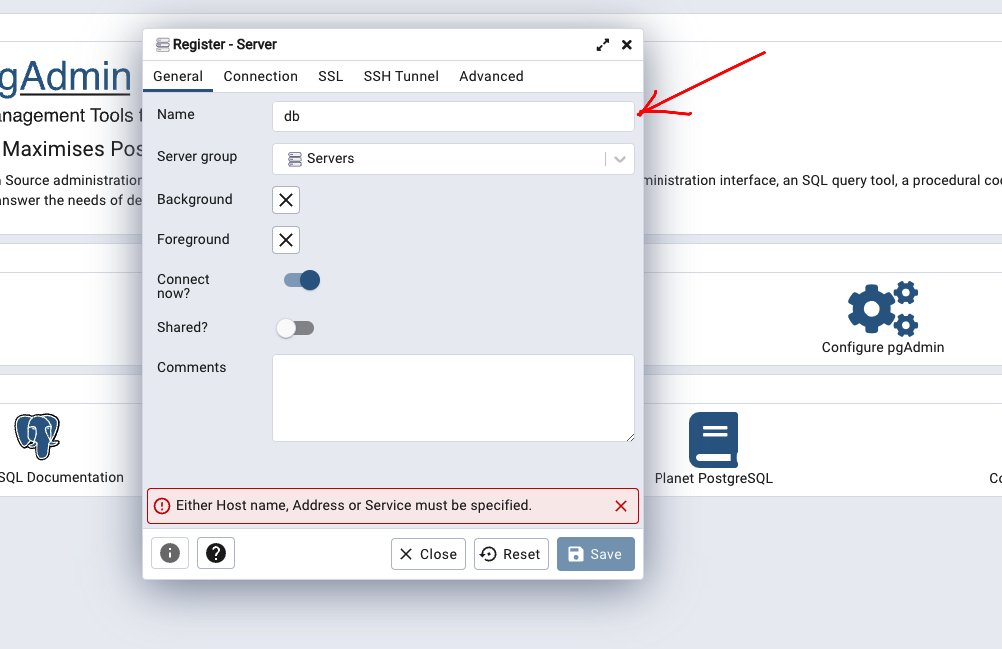 Register - Server
General Connection SSL SSH Tunnel Advanced
gAdmin
Name db
anagement Tools
Maximises Pos
Server group Servers
Source administration
ministration interface, an SQL query tool, a procedural
answer the needs of de
Background
Foreground
Connect
now?
Shared?
Configure pgAdmin
Comments
SQL Documentation
Planet PostgreSQL
Either Host name, Address or Service must be specified.
Close Reset Save